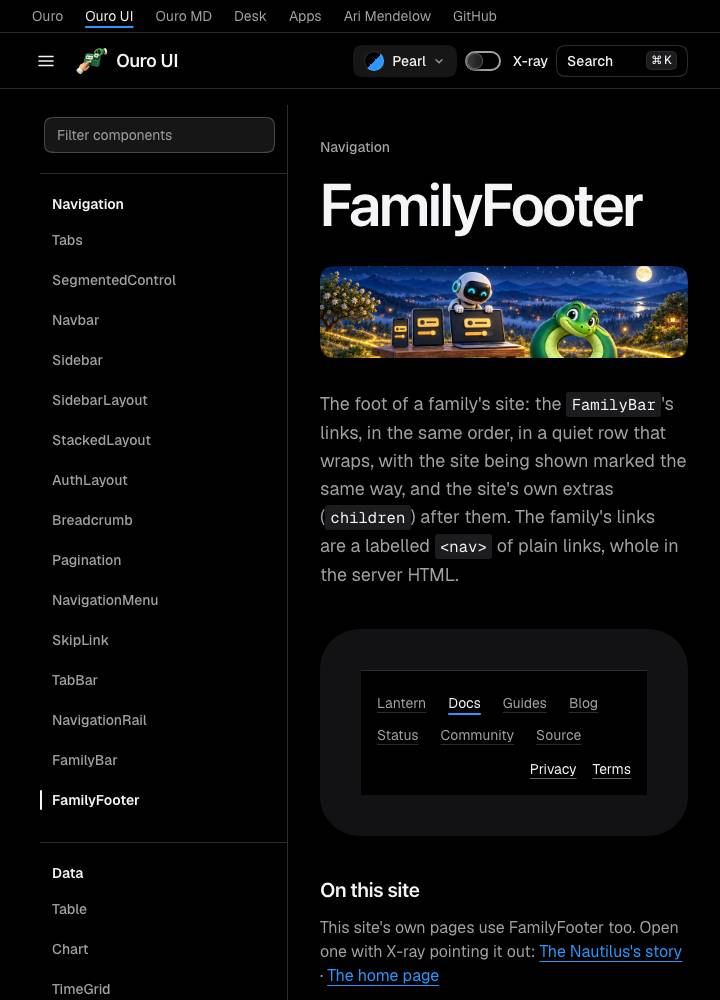 Ouro Ouro UI Ouro MD Desk Apps Ari Mendelow GitHub
Ouro UI Pearl X-ray Search ⌘ K
Filter components
Navigation
Tabs
SegmentedControl
Navbar
Sidebar
SidebarLayout
StackedLayout
AuthLayout
Breadcrumb
Pagination
NavigationMenu
SkipLink
TabBar
NavigationRail
FamilyBar
FamilyFooter
Data
Table
Chart
TimeGrid
Navigation
FamilyFooter
The foot of a family's site: the FamilyBar's
links, in the same order, in a quiet row that
wraps, with the site being shown marked the
same way, and the site's own extras
(children) after them. The family's links
are a labelled <nav> of plain links, whole in
the server HTML.
Lantern Docs Guides Blog
Status Community Source
Privacy Terms
On this site
This site's own pages use FamilyFooter too. Open
one with X-ray pointing it out: The Nautilus's story
· The home page